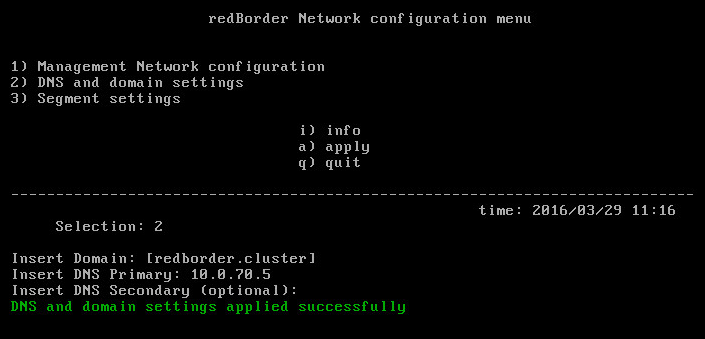 redBorder Network configuration menu
1) Management Network configuration
2) DNS and domain settings
3) Segment settings
i) info
a) apply
q) quit
--------------------------------------------------------------------------------
time: 2016/03/29 11:16
Selection: 2
Insert Domain: [redborder.cluster]
Insert DNS Primary: 10.0.70.5
Insert DNS Secondary (optional):
DNS and domain settings applied successfully